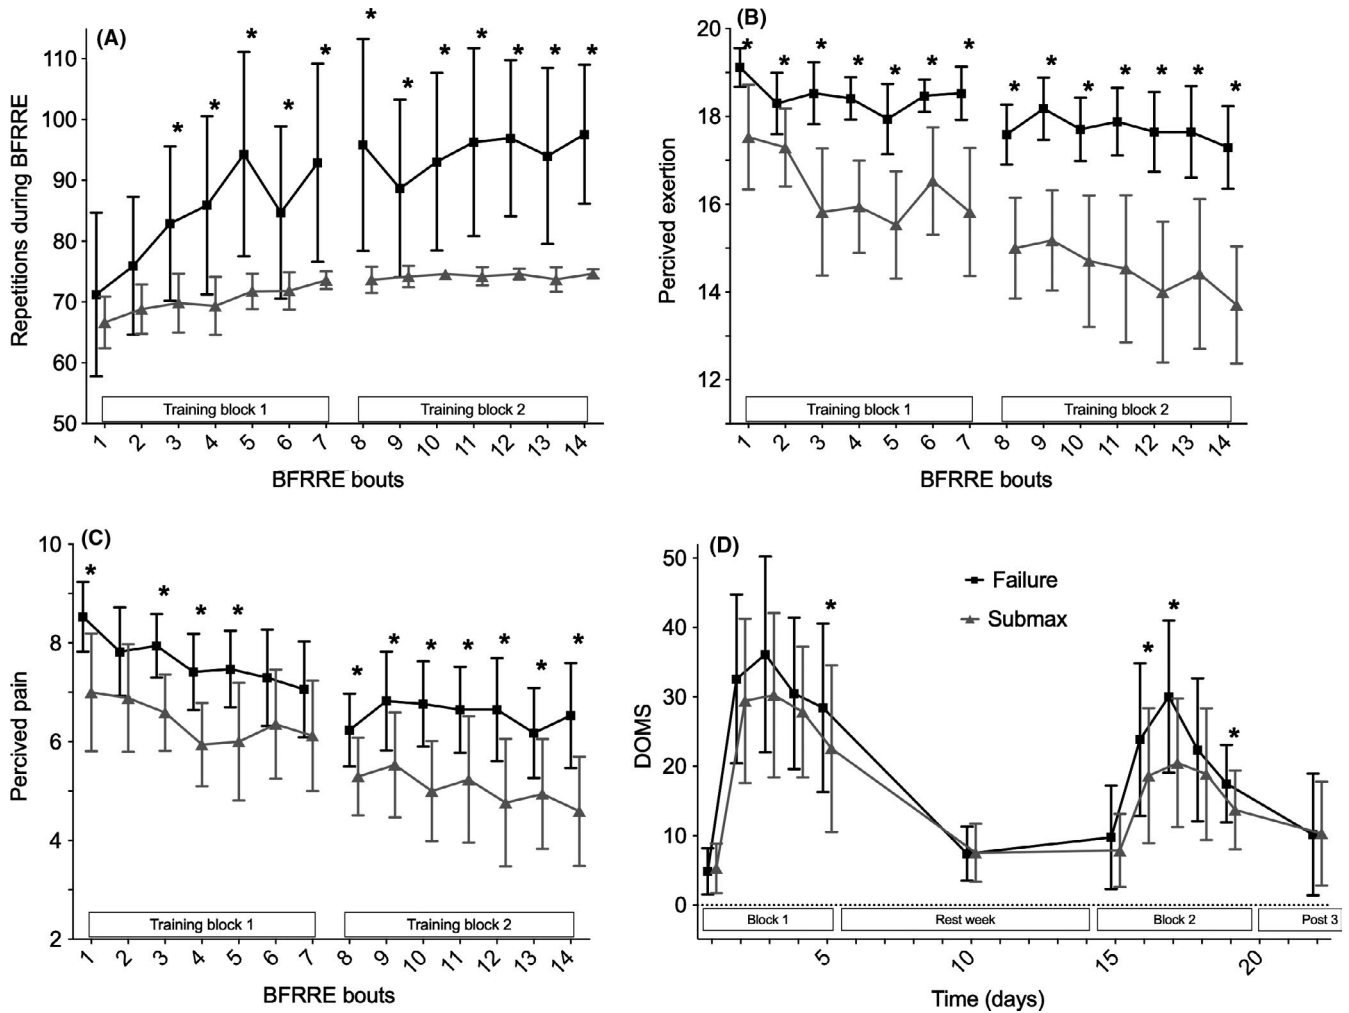 (A)
Repetitions during BFRRE
110
100
90
80
70
60
50
* * * * * * * * * * * *
Training block 1
Training block 2
1 2 3 4 5 6 7 8 9 10 11 12 13 14
BFRRE bouts
(B)
Percived exertion
20
18
16
14
12
* * * * * * * * * * * * * *
Training block 1
Training block 2
1 2 3 4 5 6 7 8 9 10 11 12 13 14
BFRRE bouts
(C)
Percived pain
10
8
6
4
2
* * * * * * * * * * *
Training block 1
Training block 2
1 2 3 4 5 6 7 8 9 10 11 12 13 14
BFRRE bouts
(D)
DOMS
50
40
30
20
10
0
Failure
Submax
* * * *
Block 1
Rest week
Block 2
Post 3
5 10 15 20
Time (days)